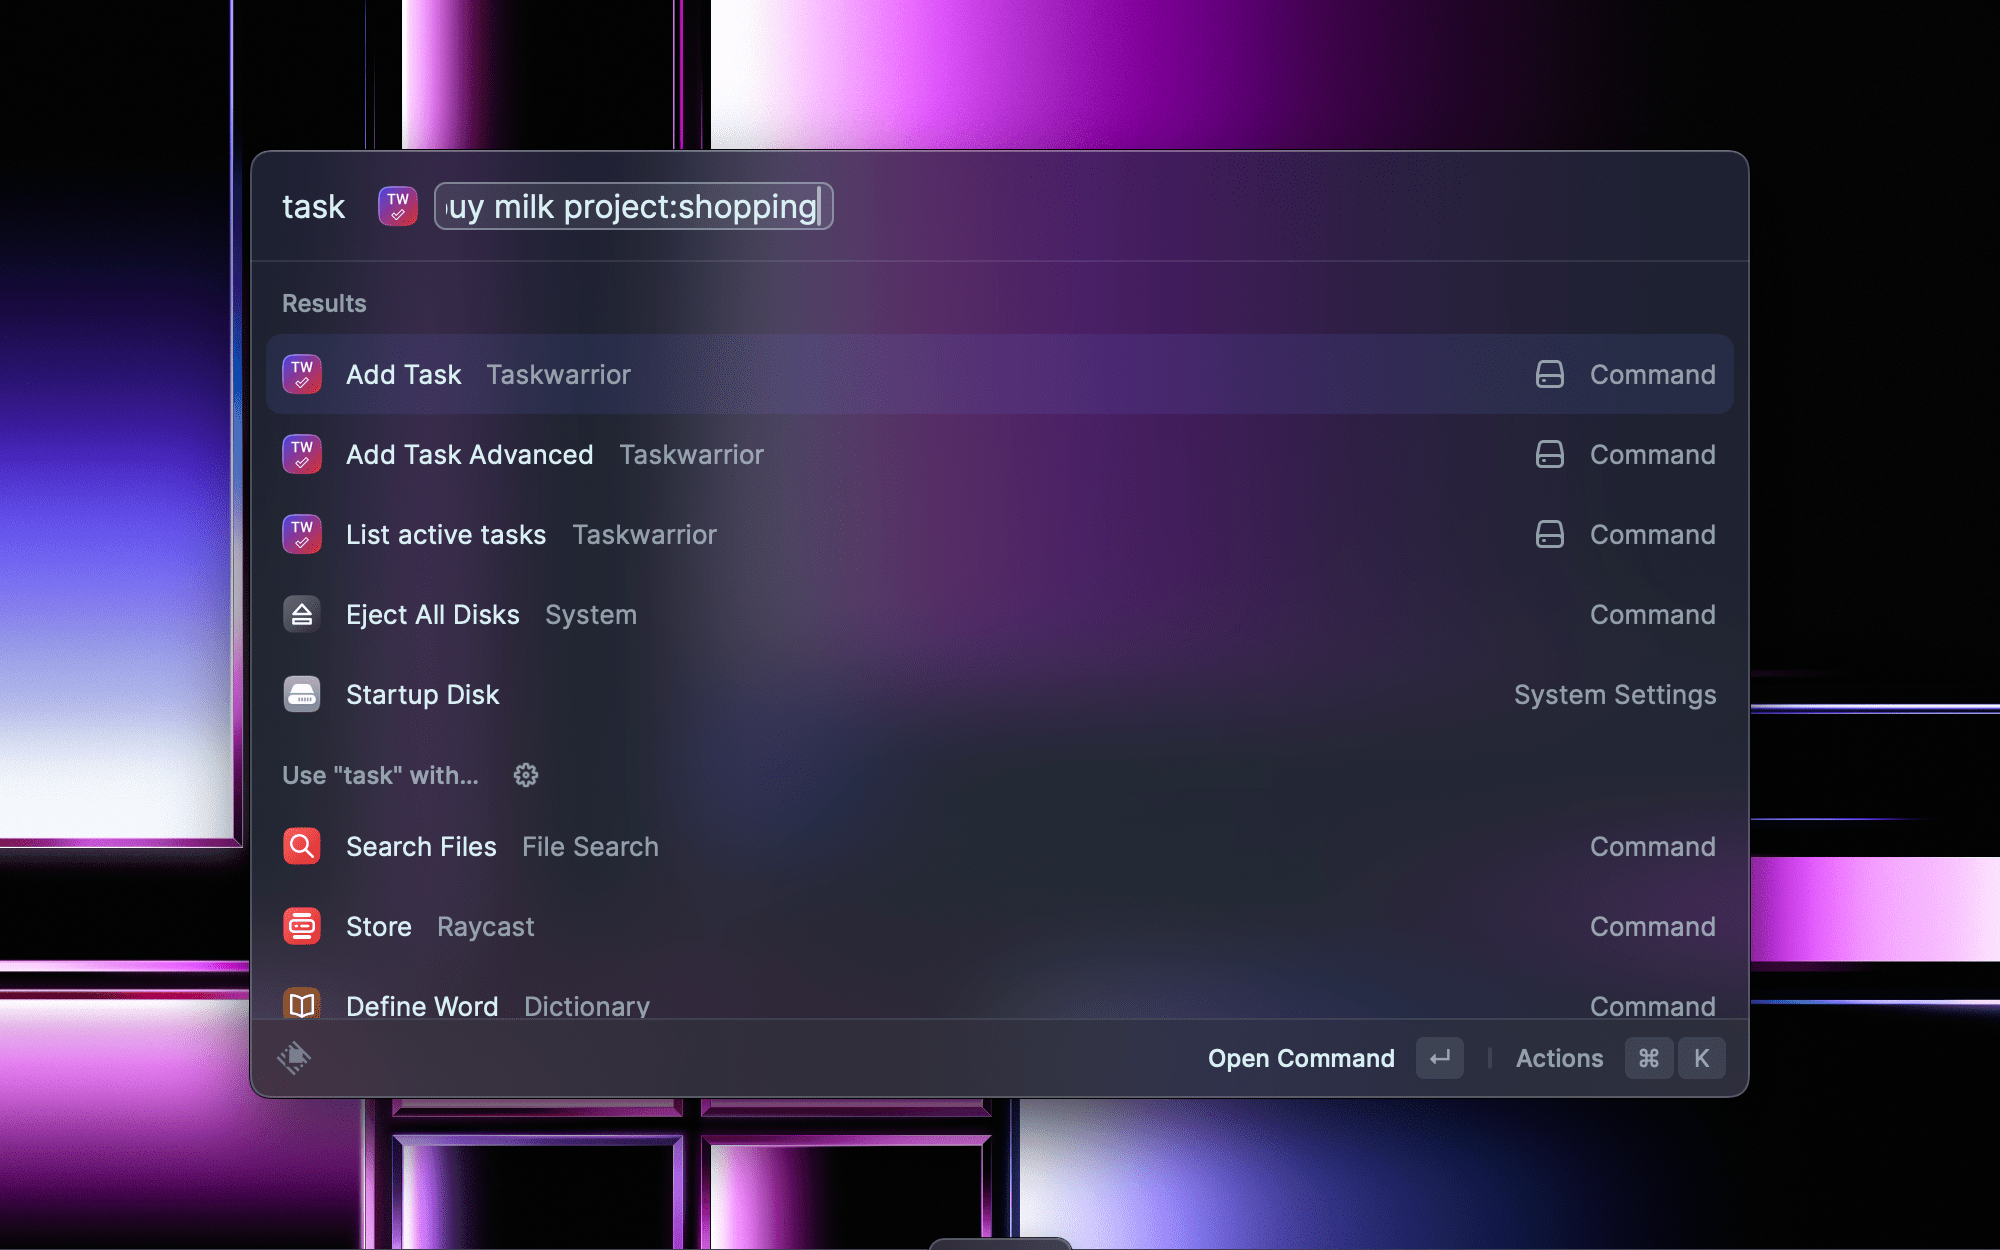 task TW uy milk project:shopping
Results
TW Add Task Taskwarrior Command
TW Add Task Advanced Taskwarrior Command
TW List active tasks Taskwarrior Command
Eject All Disks System Command
Startup Disk System Settings
Use "task" with...
Search Files File Search Command
Store Raycast Command
Define Word Dictionary Command
Open Command ↵ Actions ⌘ K